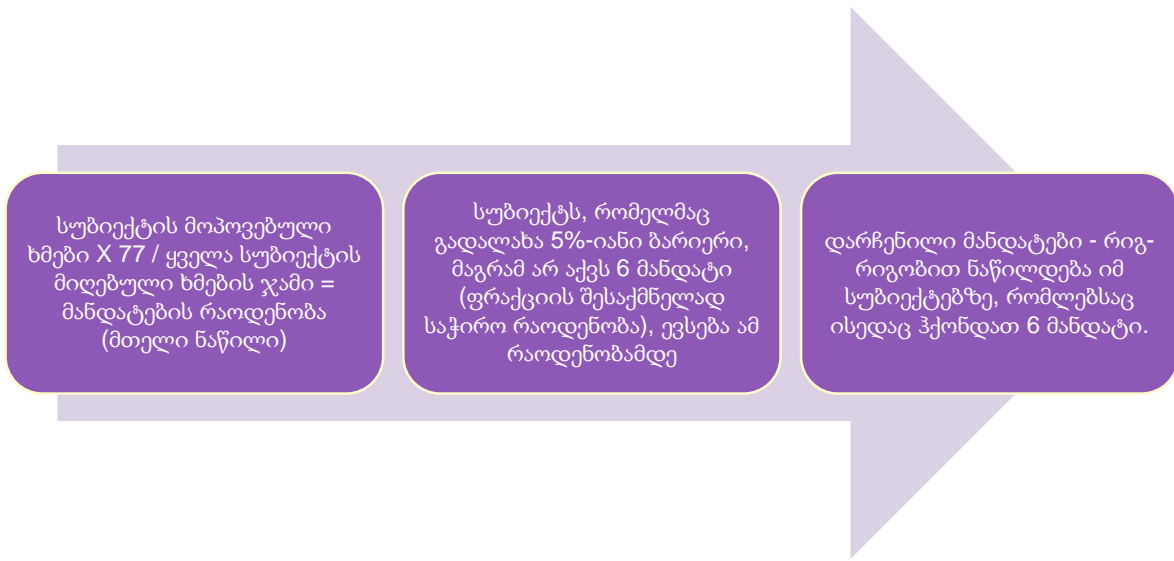 სუბიექტის მოპოვებული
ხმები X 77 / ყველა სუბიექტის
მიღებული ხმების ჯამი =
მანდატების რაოდენობა
(მთელი ნაწილი)
სუბიექტს, რომელმაც
გადალახა 5%-იანი ბარიერი,
მაგრამ არ აქვს 6 მანდატი
(ფრაქციის შესაქმნელად
საჭირო რაოდენობა), ევსება ამ
რაოდენობამდე
დარჩენილი მანდატები - რიგ-
რიგობით ნაწილდება იმ
სუბიექტებზე, რომლებსაც
ისედაც ჰქონდათ 6 მანდატი.